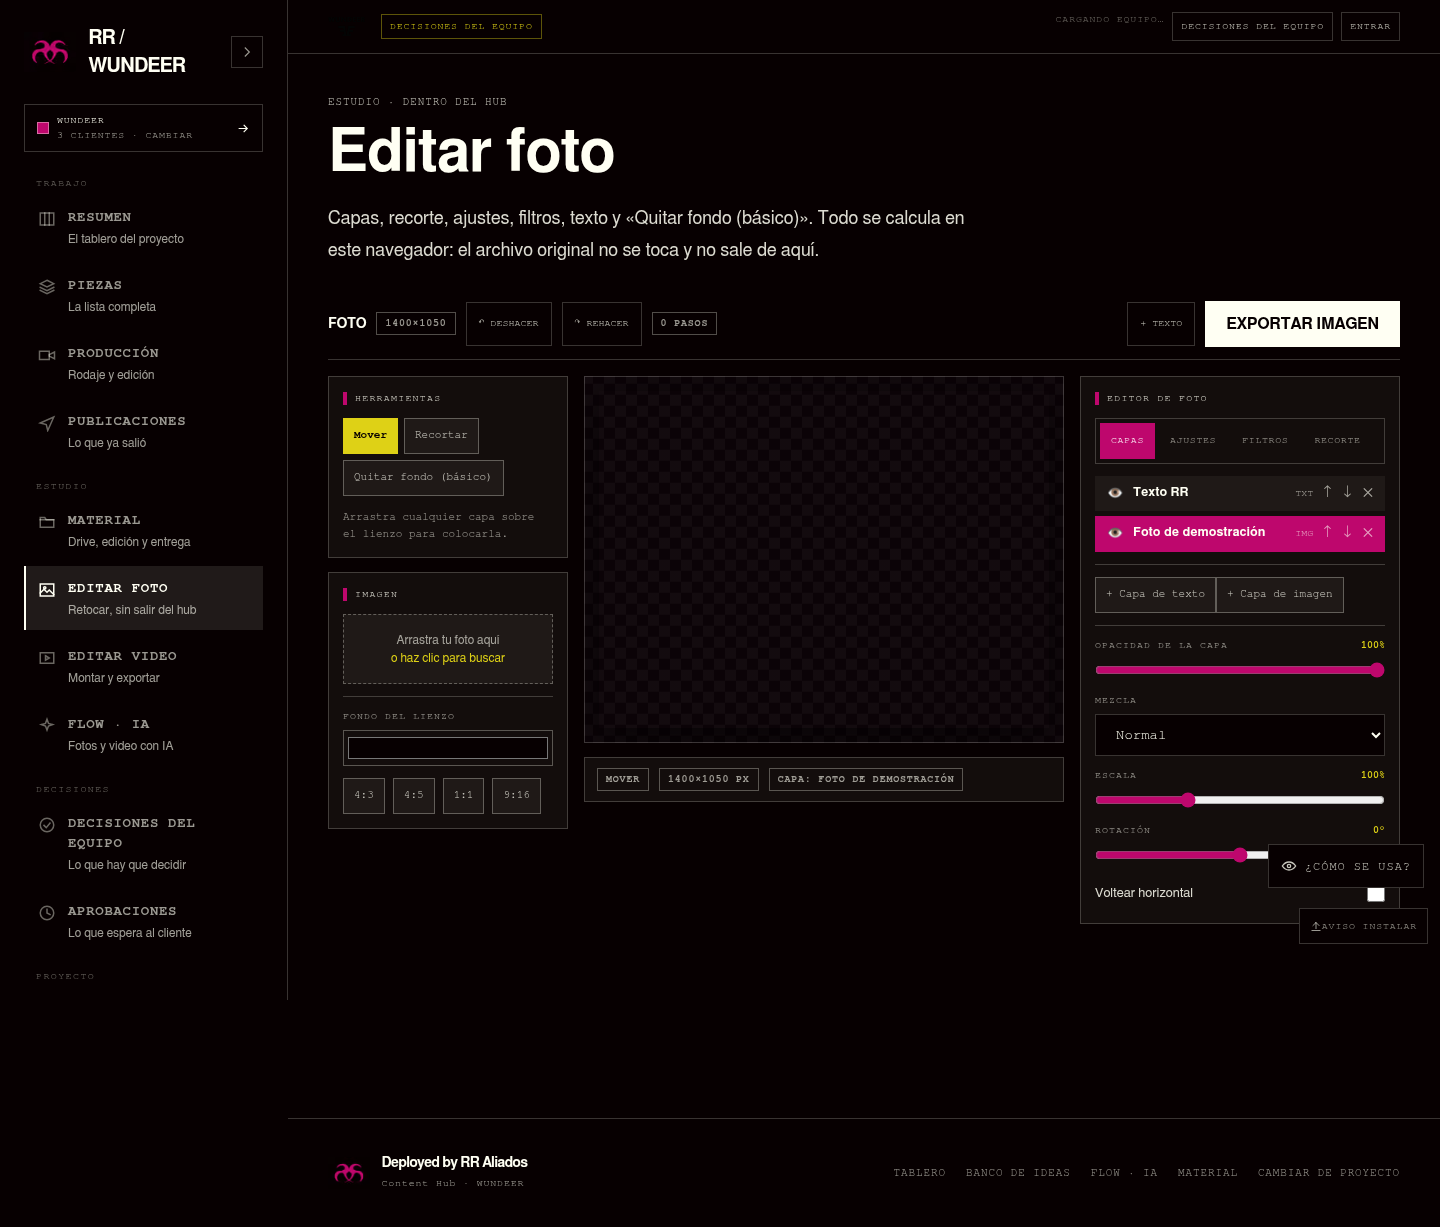 RR /
WUNDEER
WUNDEER
3 CLIENTES · CAMBIAR
TRABAJO
RESUMEN
El tablero del proyecto
PIEZAS
La lista completa
PRODUCCIÓN
Rodaje y edición
PUBLICACIONES
Lo que ya salió
ESTUDIO
MATERIAL
Drive, edición y entrega
EDITAR FOTO
Retocar, sin salir del hub
EDITAR VIDEO
Montar y exportar
FLOW · IA
Fotos y video con IA
DECISIONES
DECISIONES DEL
EQUIPO
Lo que hay que decidir
APROBACIONES
Lo que espera al cliente
PROYECTO
DECISIONES DEL EQUIPO
CARGANDO EQUIPO…
DECISIONES DEL EQUIPO
ENTRAR
ESTUDIO · DENTRO DEL HUB
Editar foto
Capas, recorte, ajustes, filtros, texto y «Quitar fondo (básico)». Todo se calcula en
este navegador: el archivo original no se toca y no sale de aquí.
FOTO
1400×1050
↶ DESHACER
↷ REHACER
0 PASOS
+ TEXTO
EXPORTAR IMAGEN
HERRAMIENTAS
Mover
Recortar
Quitar fondo (básico)
Arrastra cualquier capa sobre
el lienzo para colocarla.
IMAGEN
Arrastra tu foto aqui
o haz clic para buscar
FONDO DEL LIENZO
4:3
4:5
1:1
9:16
MOVER
1400×1050 PX
CAPA: FOTO DE DEMOSTRACIÓN
EDITOR DE FOTO
CAPAS
AJUSTES
FILTROS
RECORTE
Texto RR
TXT ↑ ↓ ×
Foto de demostración
IMG ↑ ↓ ×
+ Capa de texto
+ Capa de imagen
OPACIDAD DE LA CAPA
100%
MEZCLA
Normal
ESCALA
100%
ROTACIÓN
0º
¿CÓMO SE USA?
Voltear horizontal
AVISO INSTALAR
Deployed by RR Aliados
Content Hub · WUNDEER
TABLERO
BANCO DE IDEAS
FLOW · IA
MATERIAL
CAMBIAR DE PROYECTO